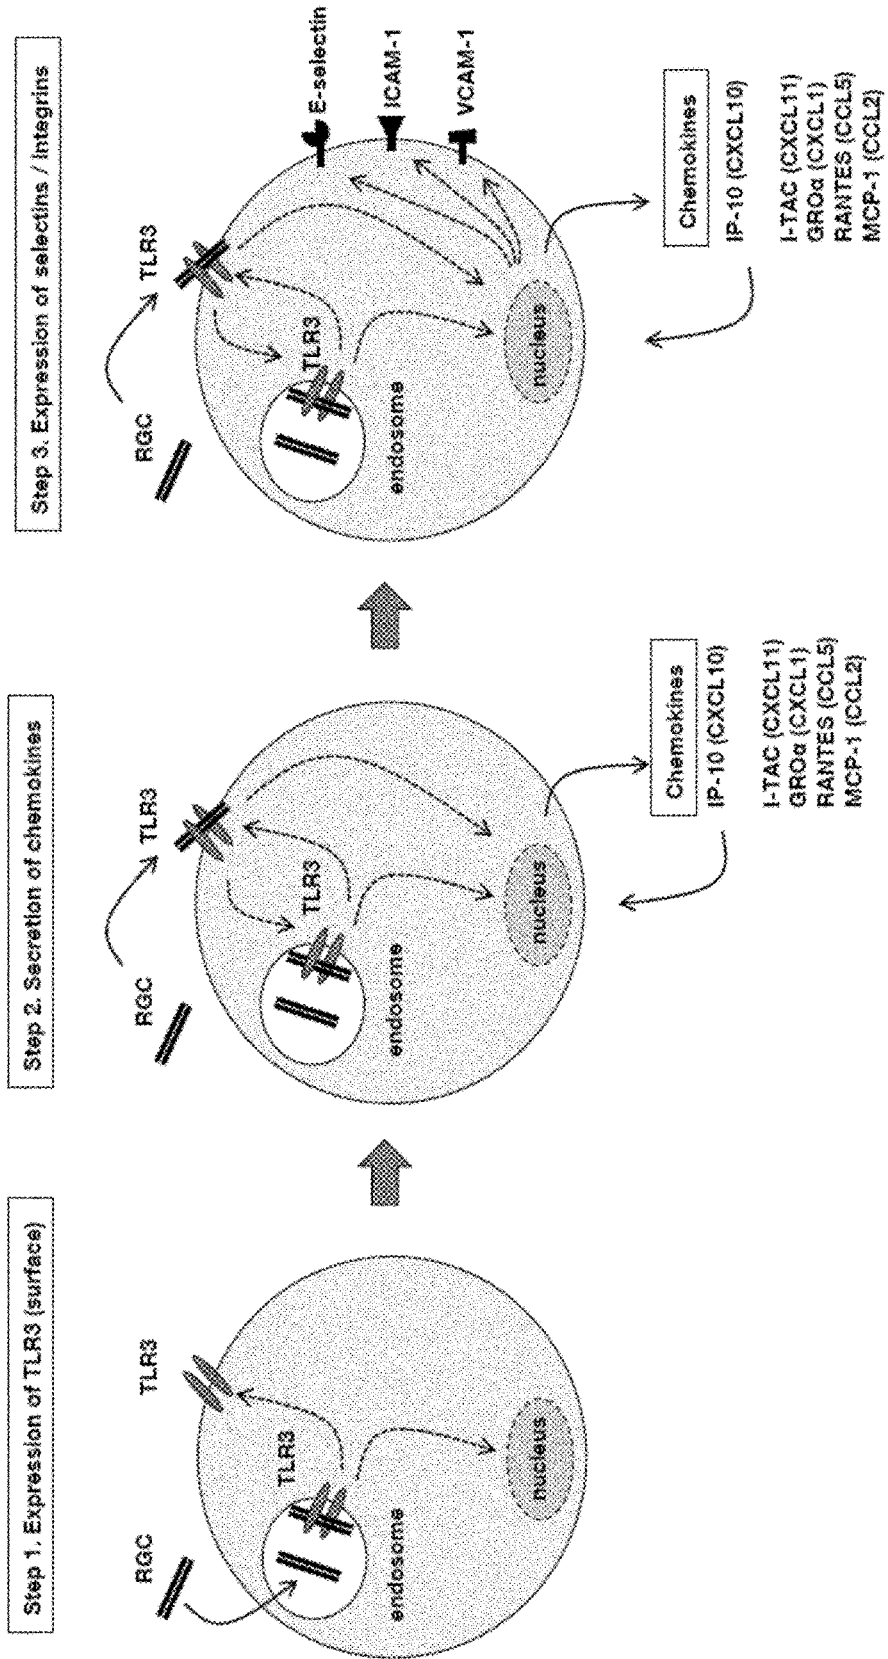 Step 1. Expression of TLR3 (surface)
RGC
TLR3
TLR3
endosome
nucleus
Step 2. Secretion of chemokines
RGC
TLR3
TLR3
endosome
nucleus
Chemokines
IP-10 (CXCL10)
I-TAC (CXCL11)
GROα (CXCL1)
RANTES (CCL5)
MCP-1 (CCL2)
Step 3. Expression of selectins / Integrins
RGC
TLR3
TLR3
endosome
nucleus
E-selectin
ICAM-1
VCAM-1
Chemokines
IP-10 (CXCL10)
I-TAC (CXCL11)
GROα (CXCL1)
RANTES (CCL5)
MCP-1 (CCL2)